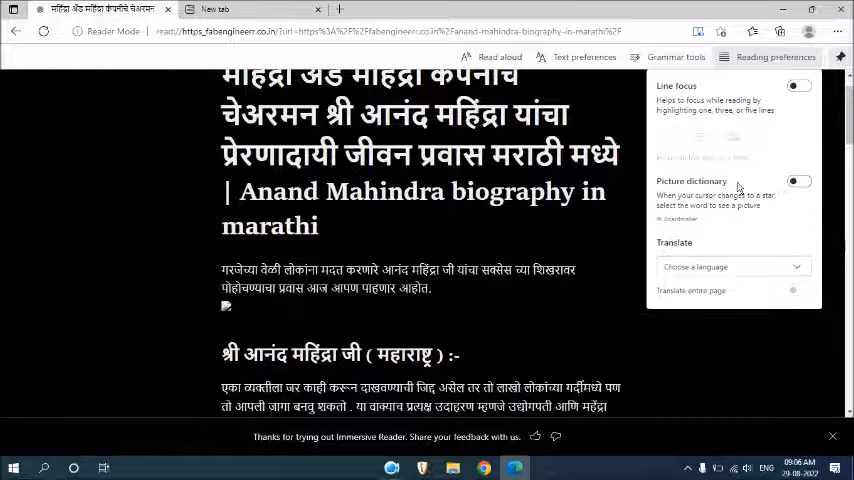 महिंद्रा अँड महिंद्रा कंपनीचे चेअरमन
New tab
Reader Mode
read://https_fabengineerr.co.in/?url=https%3A%2F%2Ffabengineerr.co.in%2Fanand-mahindra-biography-in-marathi%2F
Read aloud
Text preferences
Grammar tools
Reading preferences
महिंद्रा अँड महिंद्रा कंपनीचे
चेअरमन श्री आनंद महिंद्रा यांचा
प्रेरणादायी जीवन प्रवास मराठी मध्ये
| Anand Mahindra biography in
marathi
गरजेच्या वेळी लोकांना मदत करणारे आनंद महिंद्रा जी यांचा सक्सेस च्या शिखरावर
पोहोचण्याचा प्रवास आज आपण पाहणार आहोत.
श्री आनंद महिंद्रा जी ( महाराष्ट्र ) :-
एका व्यक्तीला जर काही करून दाखवण्याची जिद्द असेल तर तो लाखो लोकांच्या गर्दीमध्ये पण
तो आपली जागा बनवु शकतो . या वाक्याच प्रत्यक्ष उदाहरण म्हणजे उद्योगपती आणि महेंद्रा
Line focus
Helps to focus while reading by
highlighting one, three, or five lines
Picture dictionary
When your cursor changes to a star,
select the word to see a picture
Boardmaker
Translate
Choose a language
Translate entire page
Thanks for trying out Immersive Reader. Share your feedback with us.
ENG
09:06 AM
29-08-2022